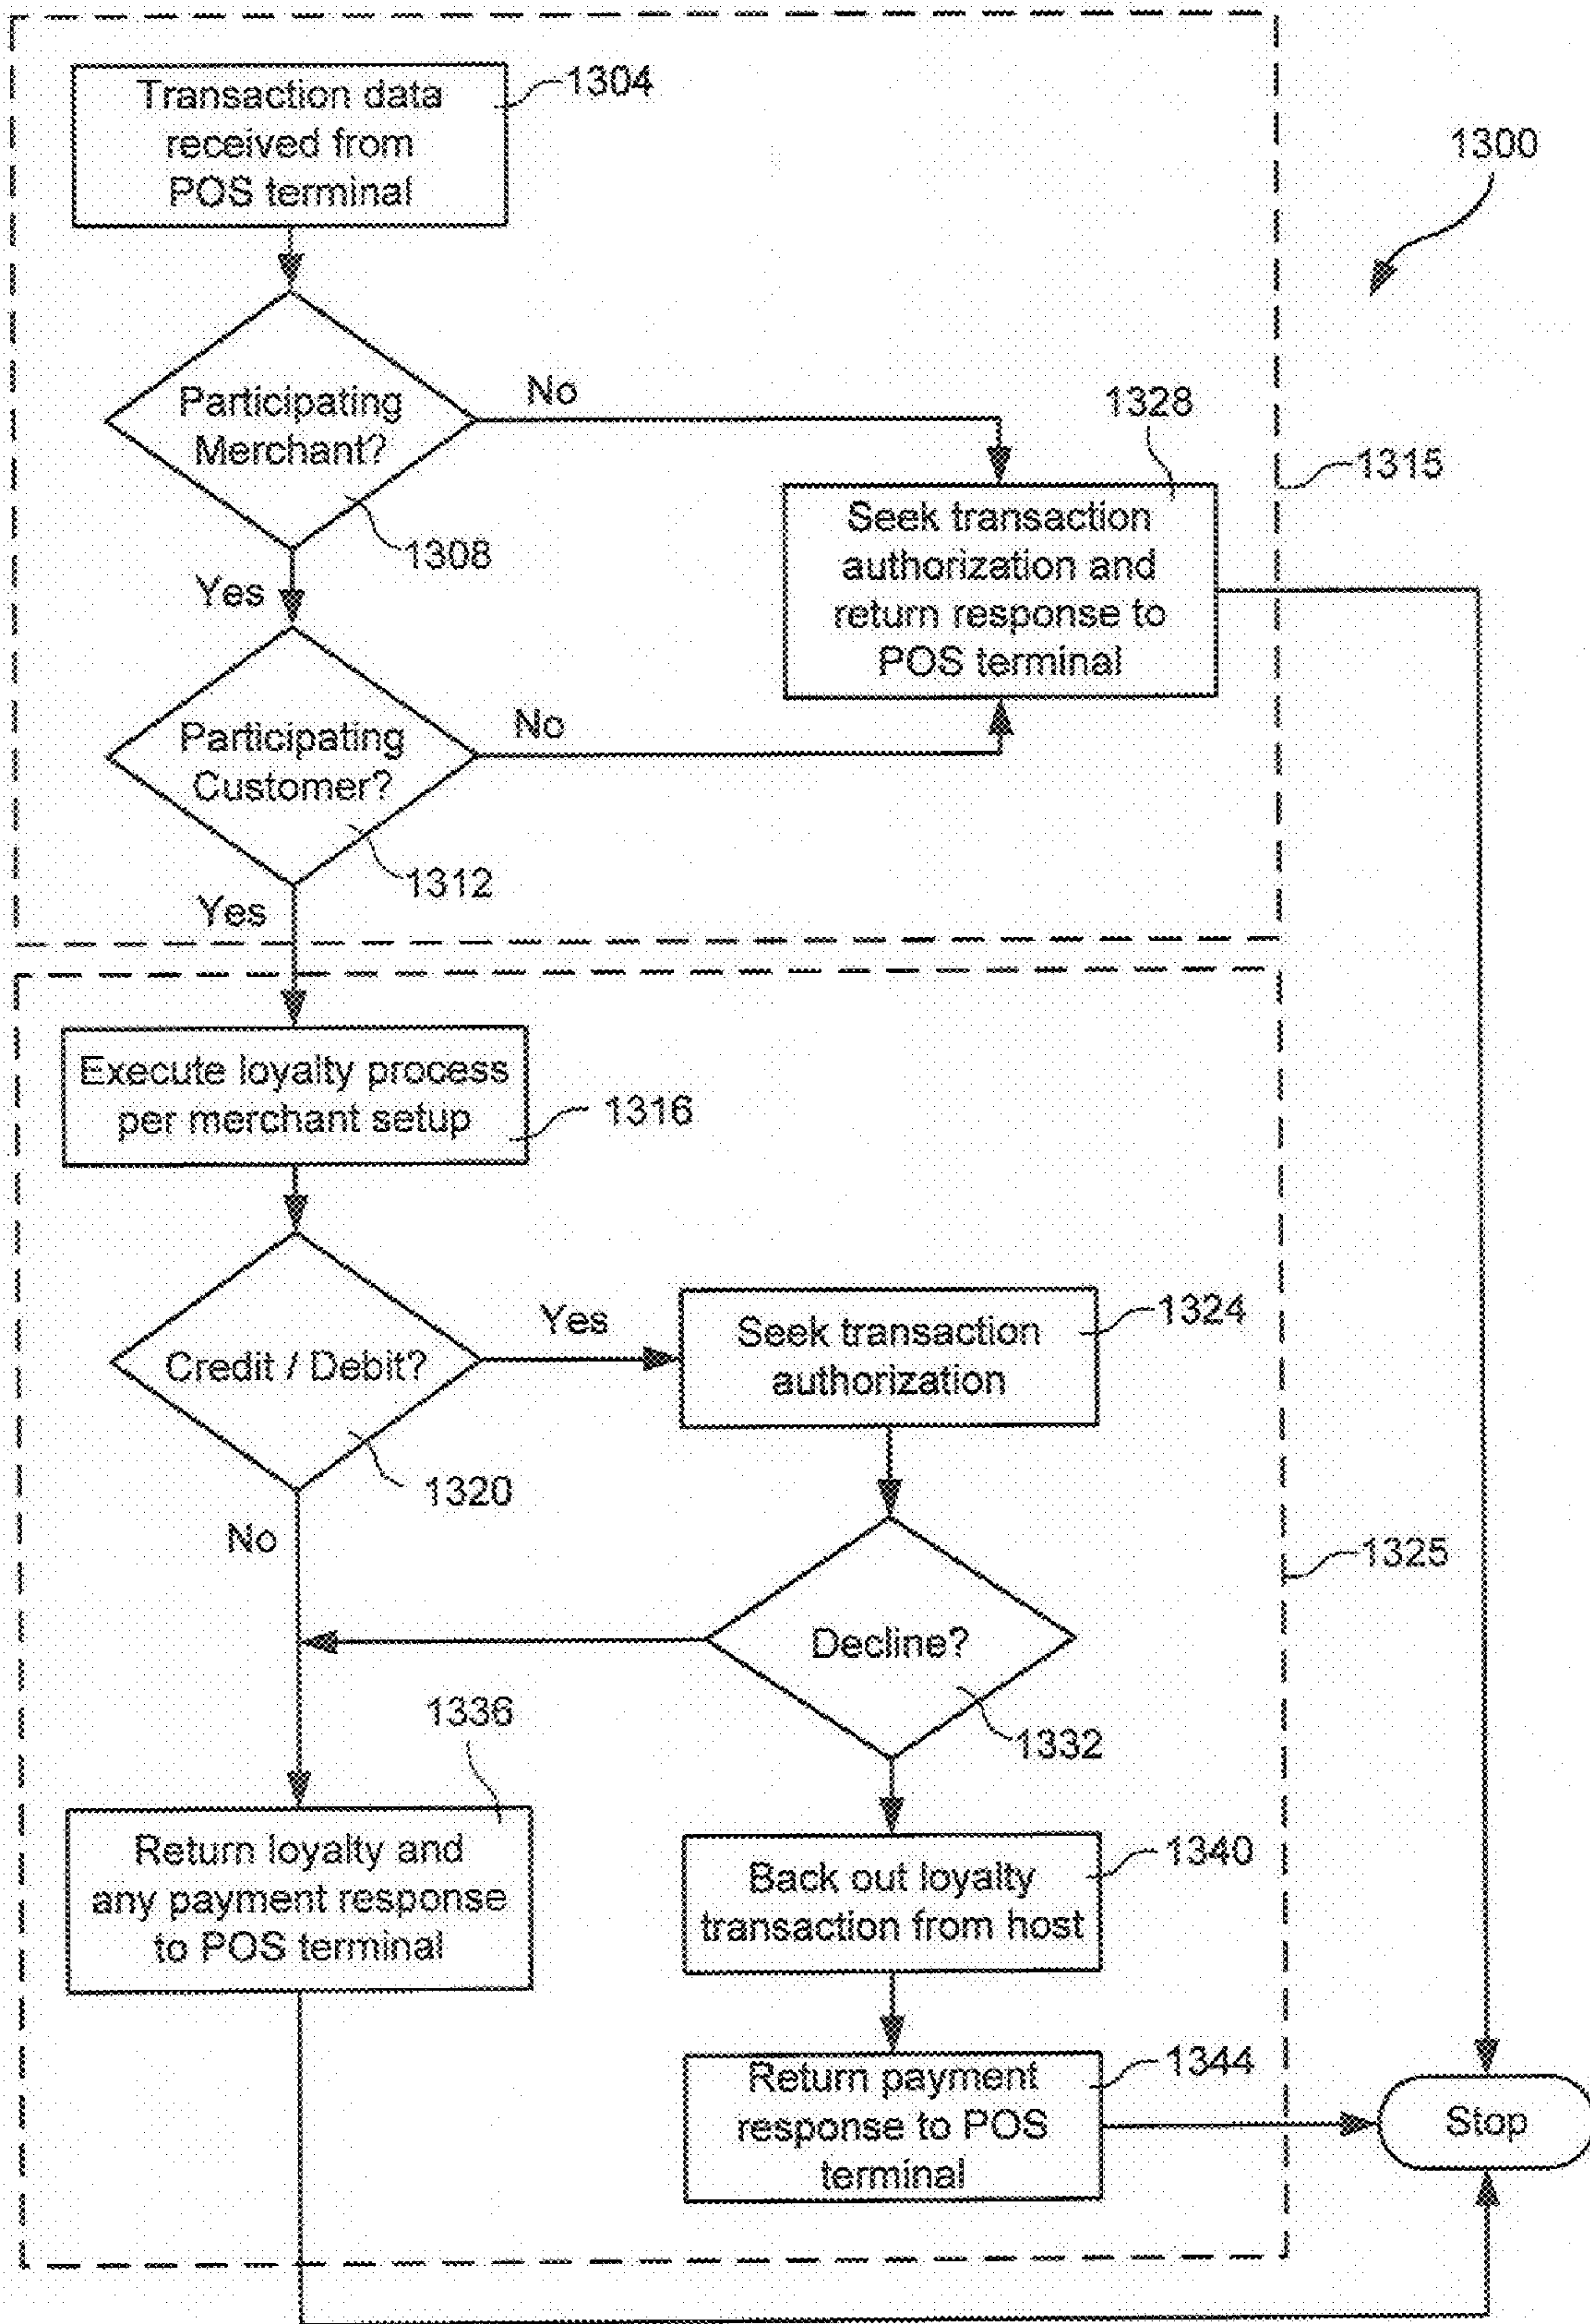 Transaction data
received from
POS terminal
1304
1300
Participating
Merchant?
No
1308
Yes
1328
1315
Seek transaction
authorization and
return response to
POS terminal
Participating
Customer?
No
1312
Yes
Execute loyalty process
per merchant setup
1316
Credit / Debit?
Yes
1320
No
Seek transaction
authorization
1324
1325
Decline?
1332
1336
Return loyalty and
any payment response
to POS terminal
Back out loyalty
transaction from host
1340
Return payment
response to POS
terminal
1344
Stop